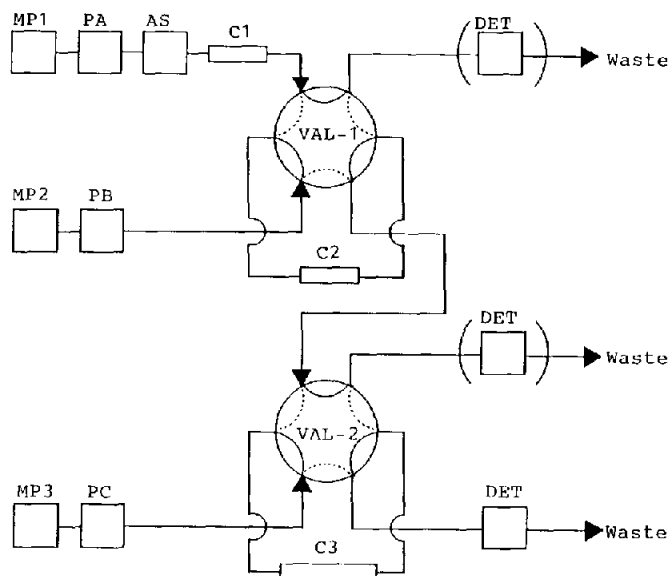 MP1 PA AS C1 DET
Waste
VAL-1
MP2 PB
C2
DET
Waste
VAL-2
MP3 PC DET
C3
Waste